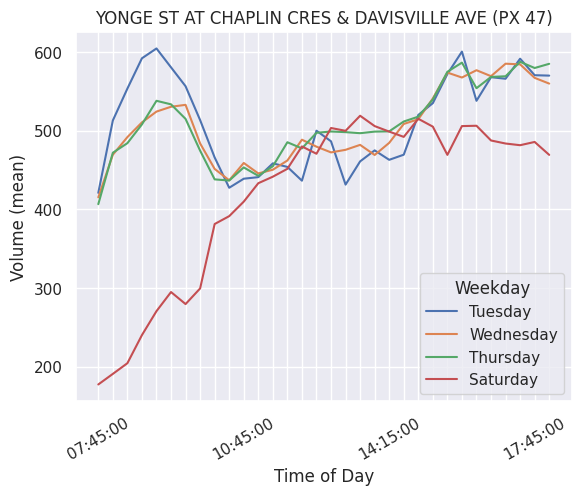 YONGE ST AT CHAPLIN CRES & DAVISVILLE AVE (PX 47)
Volume (mean)
600
500
400
300
200
Weekday
Tuesday
Wednesday
Thursday
Saturday
07:45:00
10:45:00
14:15:00
17:45:00
Time of Day